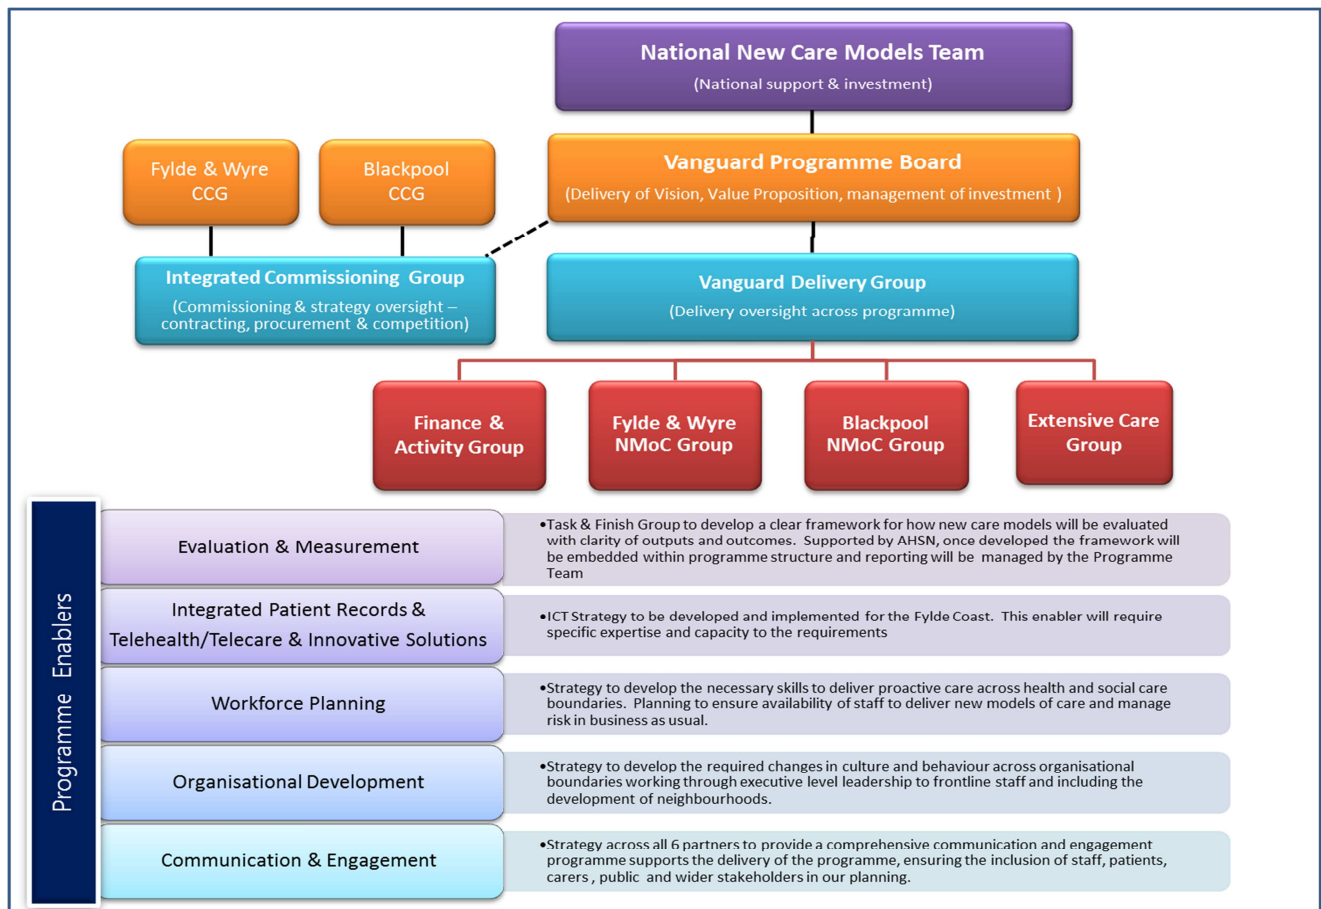 National New Care Models Team
(National support & investment)
Fylde & Wyre
CCG
Blackpool
CCG
Vanguard Programme Board
(Delivery of Vision, Value Proposition, management of investment )
Integrated Commissioning Group
(Commissioning & strategy oversight –
contracting, procurement & competition)
Vanguard Delivery Group
(Delivery oversight across programme)
Finance &
Activity Group
Fylde & Wyre
NMoC Group
Blackpool
NMoC Group
Extensive Care
Group
Programme Enablers
Evaluation & Measurement
•Task & Finish Group to develop a clear framework for how new care models will be evaluated
with clarity of outputs and outcomes. Supported by AHSN, once developed the framework will
be embedded within programme structure and reporting will be managed by the Programme
Team
Integrated Patient Records &
Telehealth/Telecare & Innovative Solutions
•ICT Strategy to be developed and implemented for the Fylde Coast. This enabler will require
specific expertise and capacity to the requirements
Workforce Planning
•Strategy to develop the necessary skills to deliver proactive care across health and social care
boundaries. Planning to ensure availability of staff to deliver new models of care and manage
risk in business as usual.
Organisational Development
•Strategy to develop the required changes in culture and behaviour across organisational
boundaries working through executive level leadership to frontline staff and including the
development of neighbourhoods.
Communication & Engagement
•Strategy across all 6 partners to provide a comprehensive communication and engagement
programme supports the delivery of the programme, ensuring the inclusion of staff, patients,
carers , public and wider stakeholders in our planning.